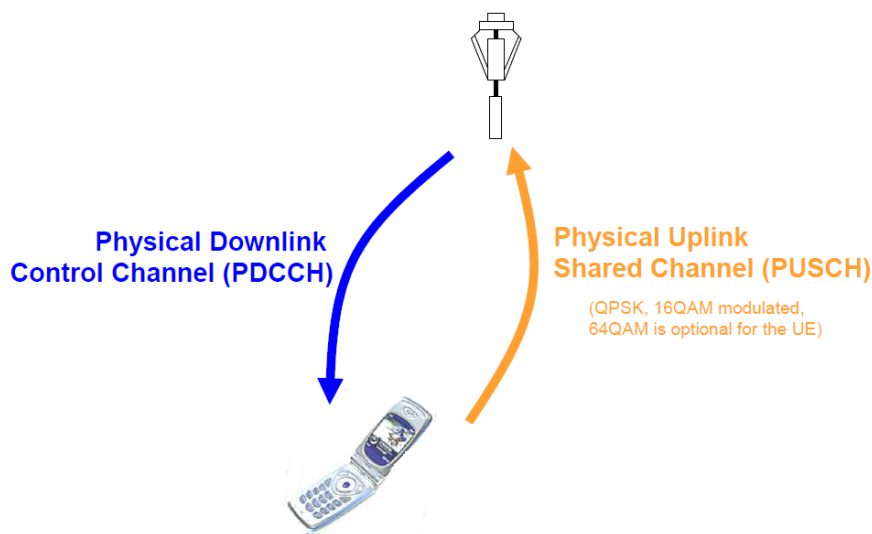 Physical Downlink
Control Channel (PDCCH)
Physical Uplink
Shared Channel (PUSCH)
(QPSK, 16QAM modulated,
64QAM is optional for the UE)